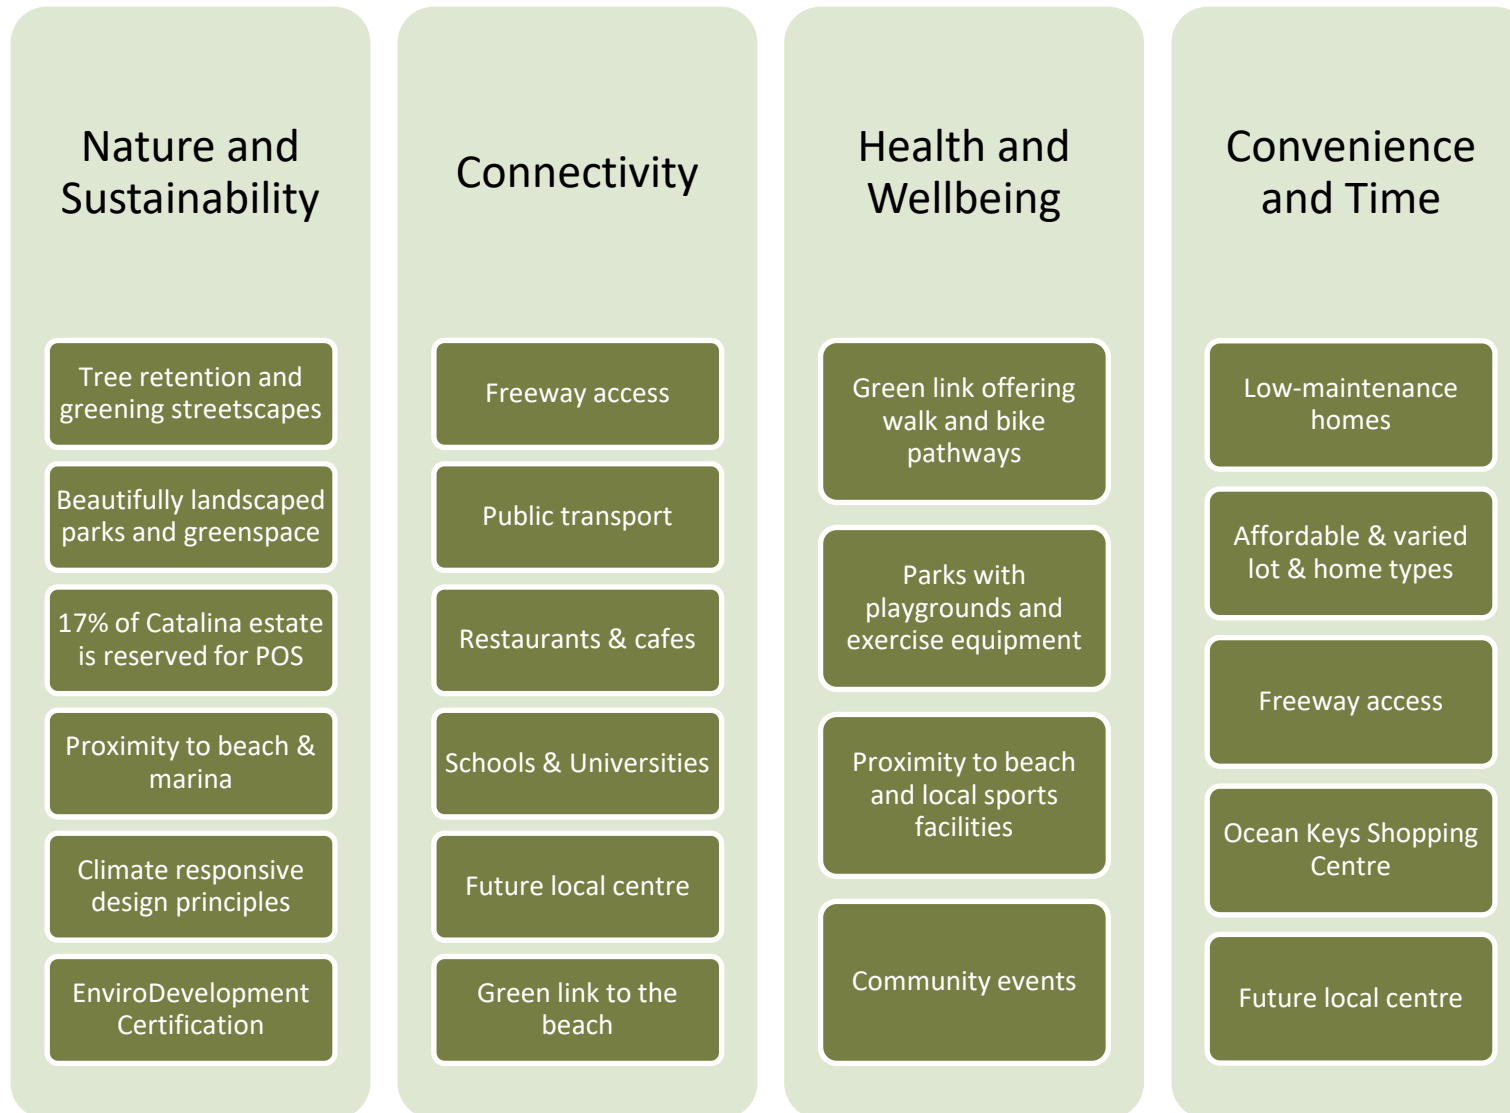 Nature and
Sustainability
Tree retention and
greening streetscapes
Beautifully landscaped
parks and greenspace
17% of Catalina estate
is reserved for POS
Proximity to beach &
marina
Climate responsive
design principles
EnviroDevelopment
Certification
Connectivity
Freeway access
Public transport
Restaurants & cafes
Schools & Universities
Future local centre
Green link to the
beach
Health and
Wellbeing
Green link offering
walk and bike
pathways
Parks with
playgrounds and
exercise equipment
Proximity to beach
and local sports
facilities
Community events
Convenience
and Time
Low-maintenance
homes
Affordable & varied
lot & home types
Freeway access
Ocean Keys Shopping
Centre
Future local centre